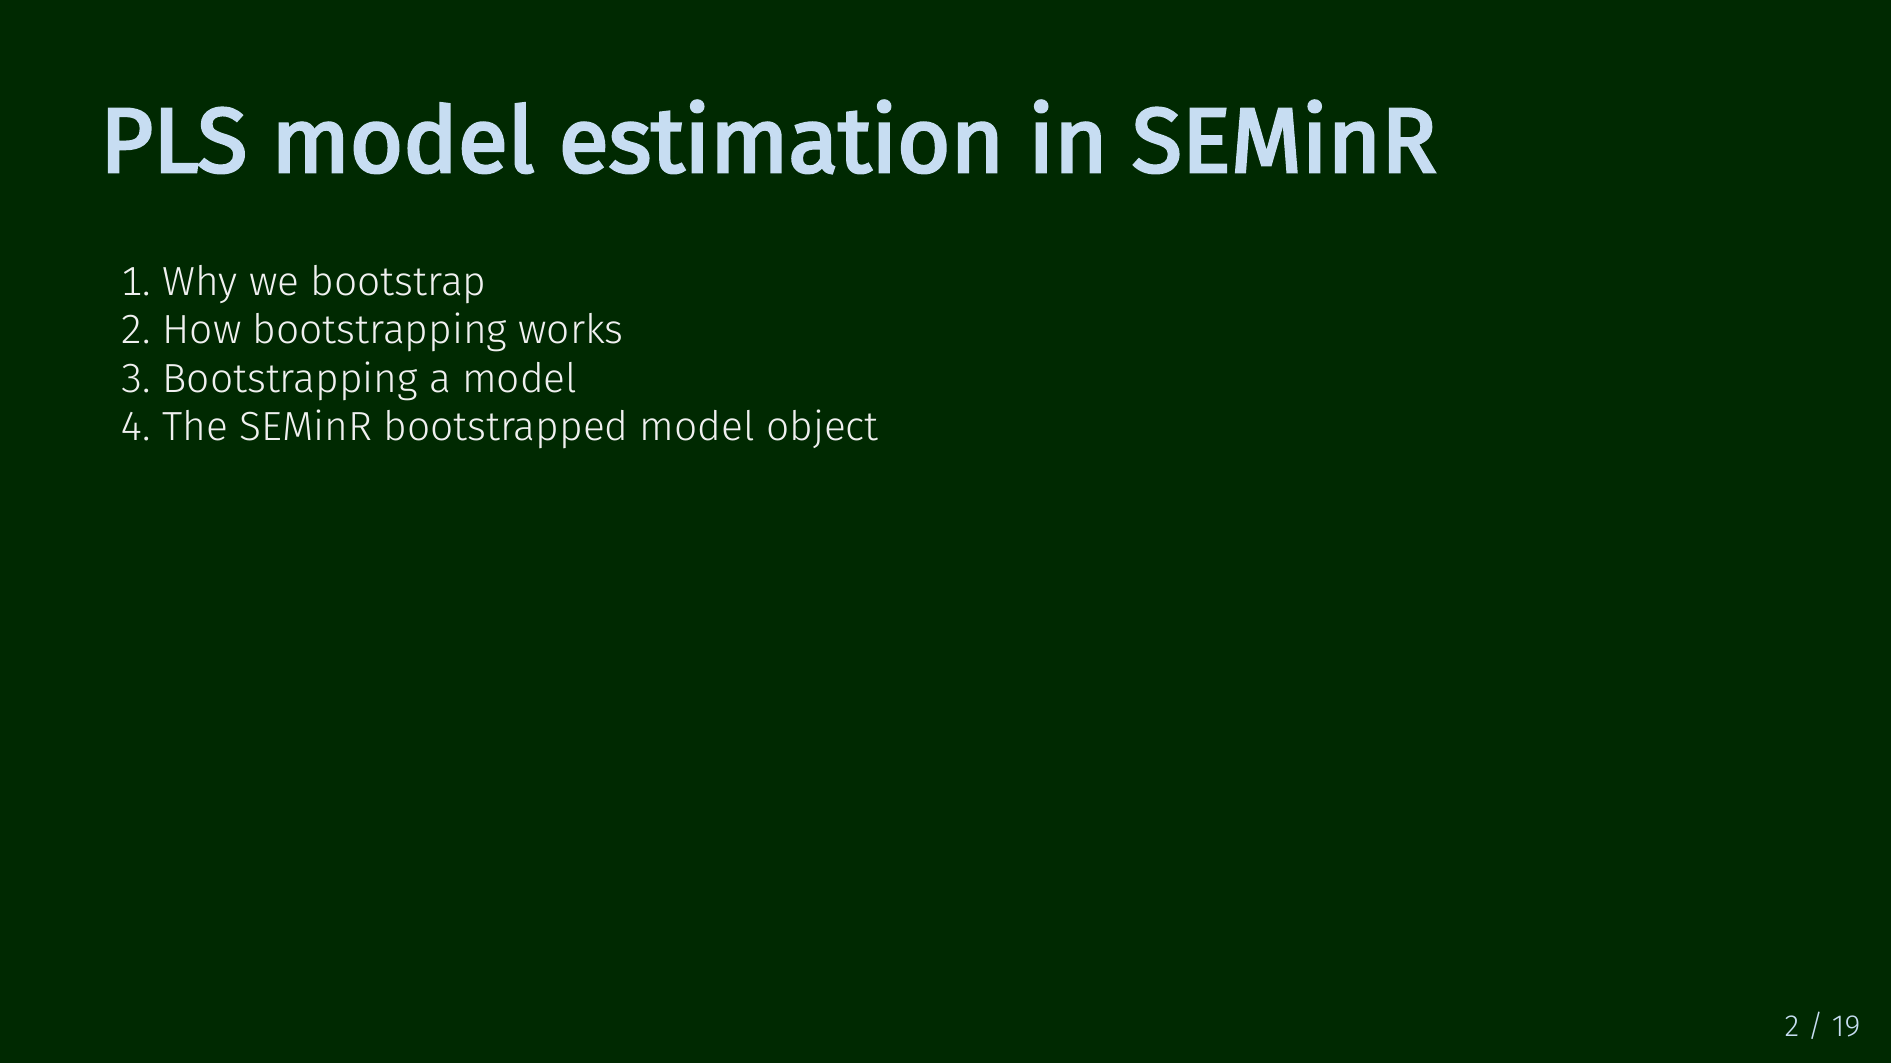 PLS model estimation in SEMinR
1. Why we bootstrap
2. How bootstrapping works
3. Bootstrapping a model
4. The SEMinR bootstrapped model object
2 / 19